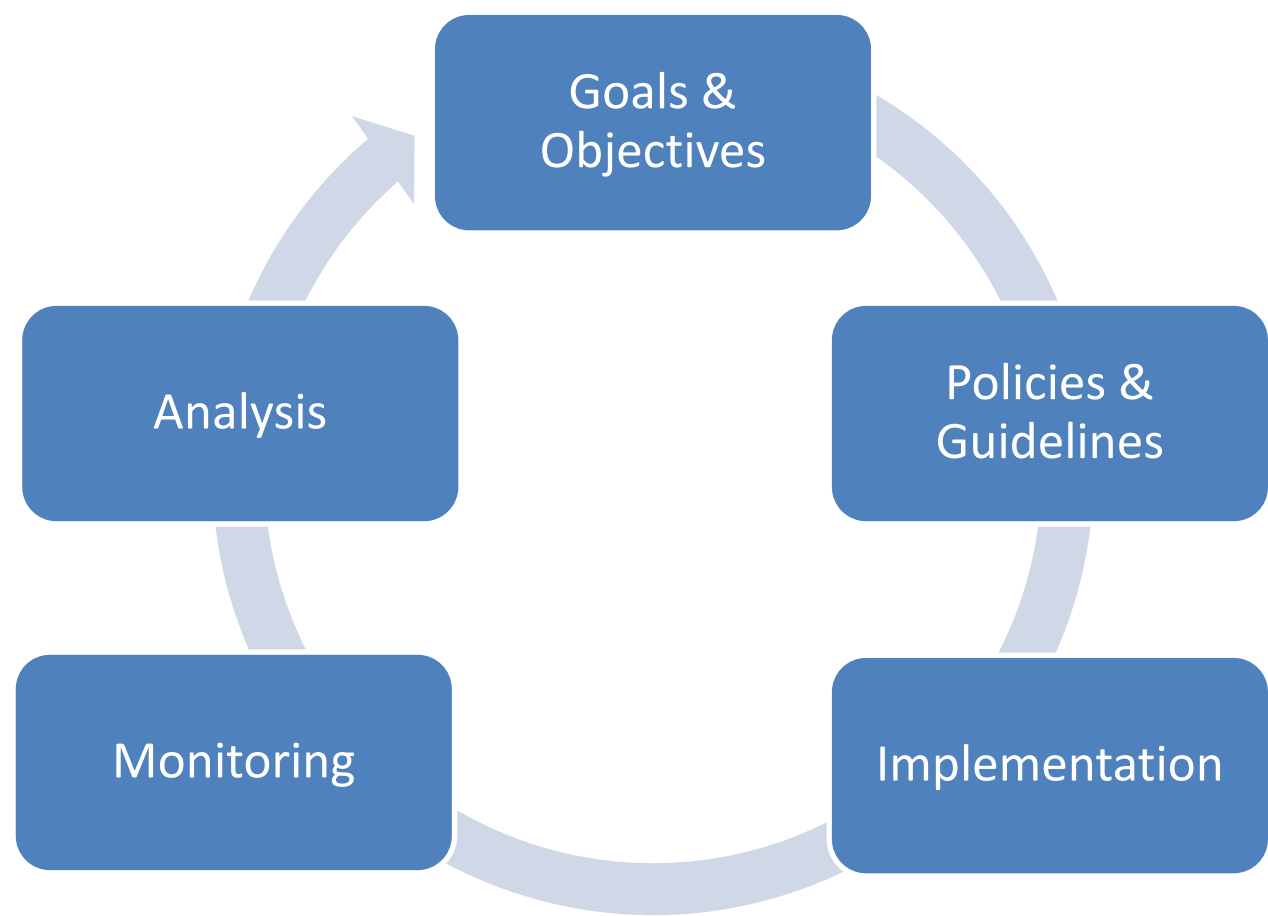 Goals &
Objectives
Policies &
Guidelines
Implementation
Monitoring
Analysis